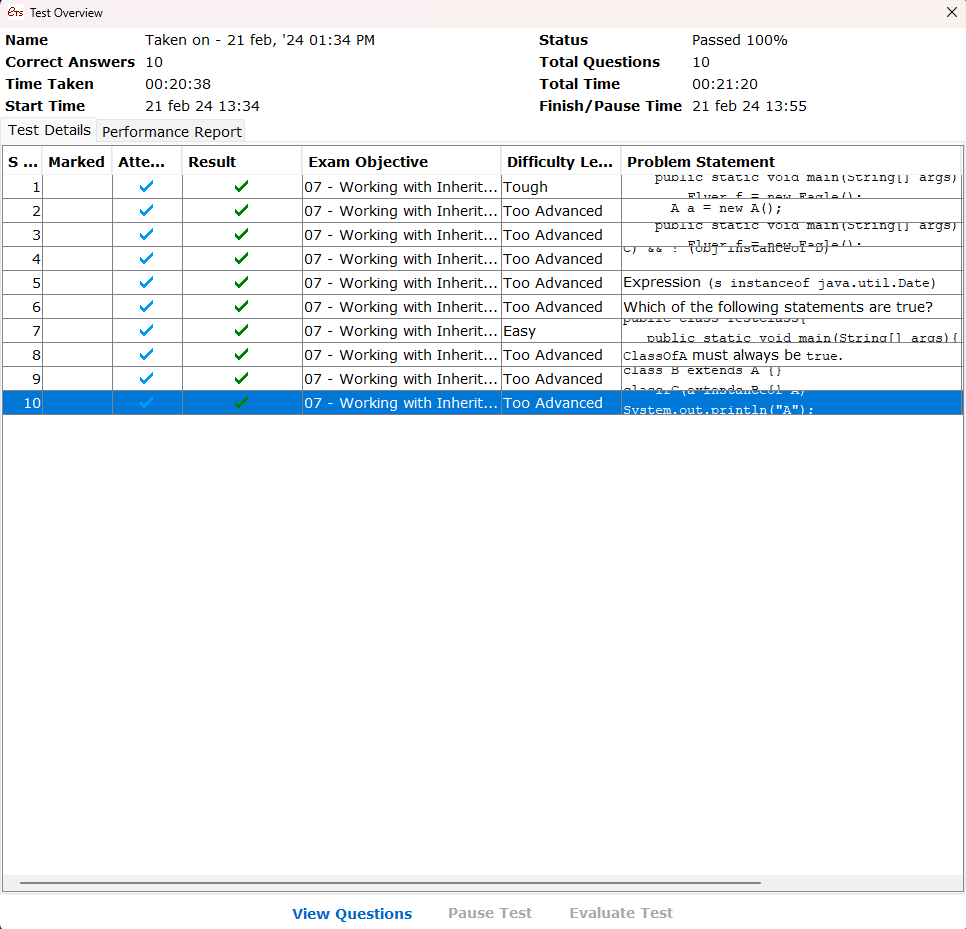 ETS Test Overview
Name Taken on - 21 feb, '24 01:34 PM Status Passed 100%
Correct Answers 10 Total Questions 10
Time Taken 00:20:38 Total Time 00:21:20
Start Time 21 feb 24 13:34 Finish/Pause Time 21 feb 24 13:55
Test Details Performance Report
S ... Marked Atte... Result Exam Objective Difficulty Le... Problem Statement
1 07 - Working with Inherit... Tough public static void main(String[] args)
Flyer f = new Eagle();
2 07 - Working with Inherit... Too Advanced A a = new A();
3 07 - Working with Inherit... Too Advanced public static void main(String[] args)
Flyer f = new Eagle();
4 07 - Working with Inherit... Too Advanced C) && ! (obj instanceof D)
5 07 - Working with Inherit... Too Advanced Expression (s instanceof java.util.Date)
6 07 - Working with Inherit... Too Advanced Which of the following statements are true?
7 07 - Working with Inherit... Easy public class TestClass{
public static void main(String[] args){
8 07 - Working with Inherit... Too Advanced ClassOfA must always be true.
9 07 - Working with Inherit... Too Advanced class B extends A {}
class C extends B {}
10 07 - Working with Inherit... Too Advanced if (a instanceof A)
System.out.println("A");
View Questions Pause Test Evaluate Test